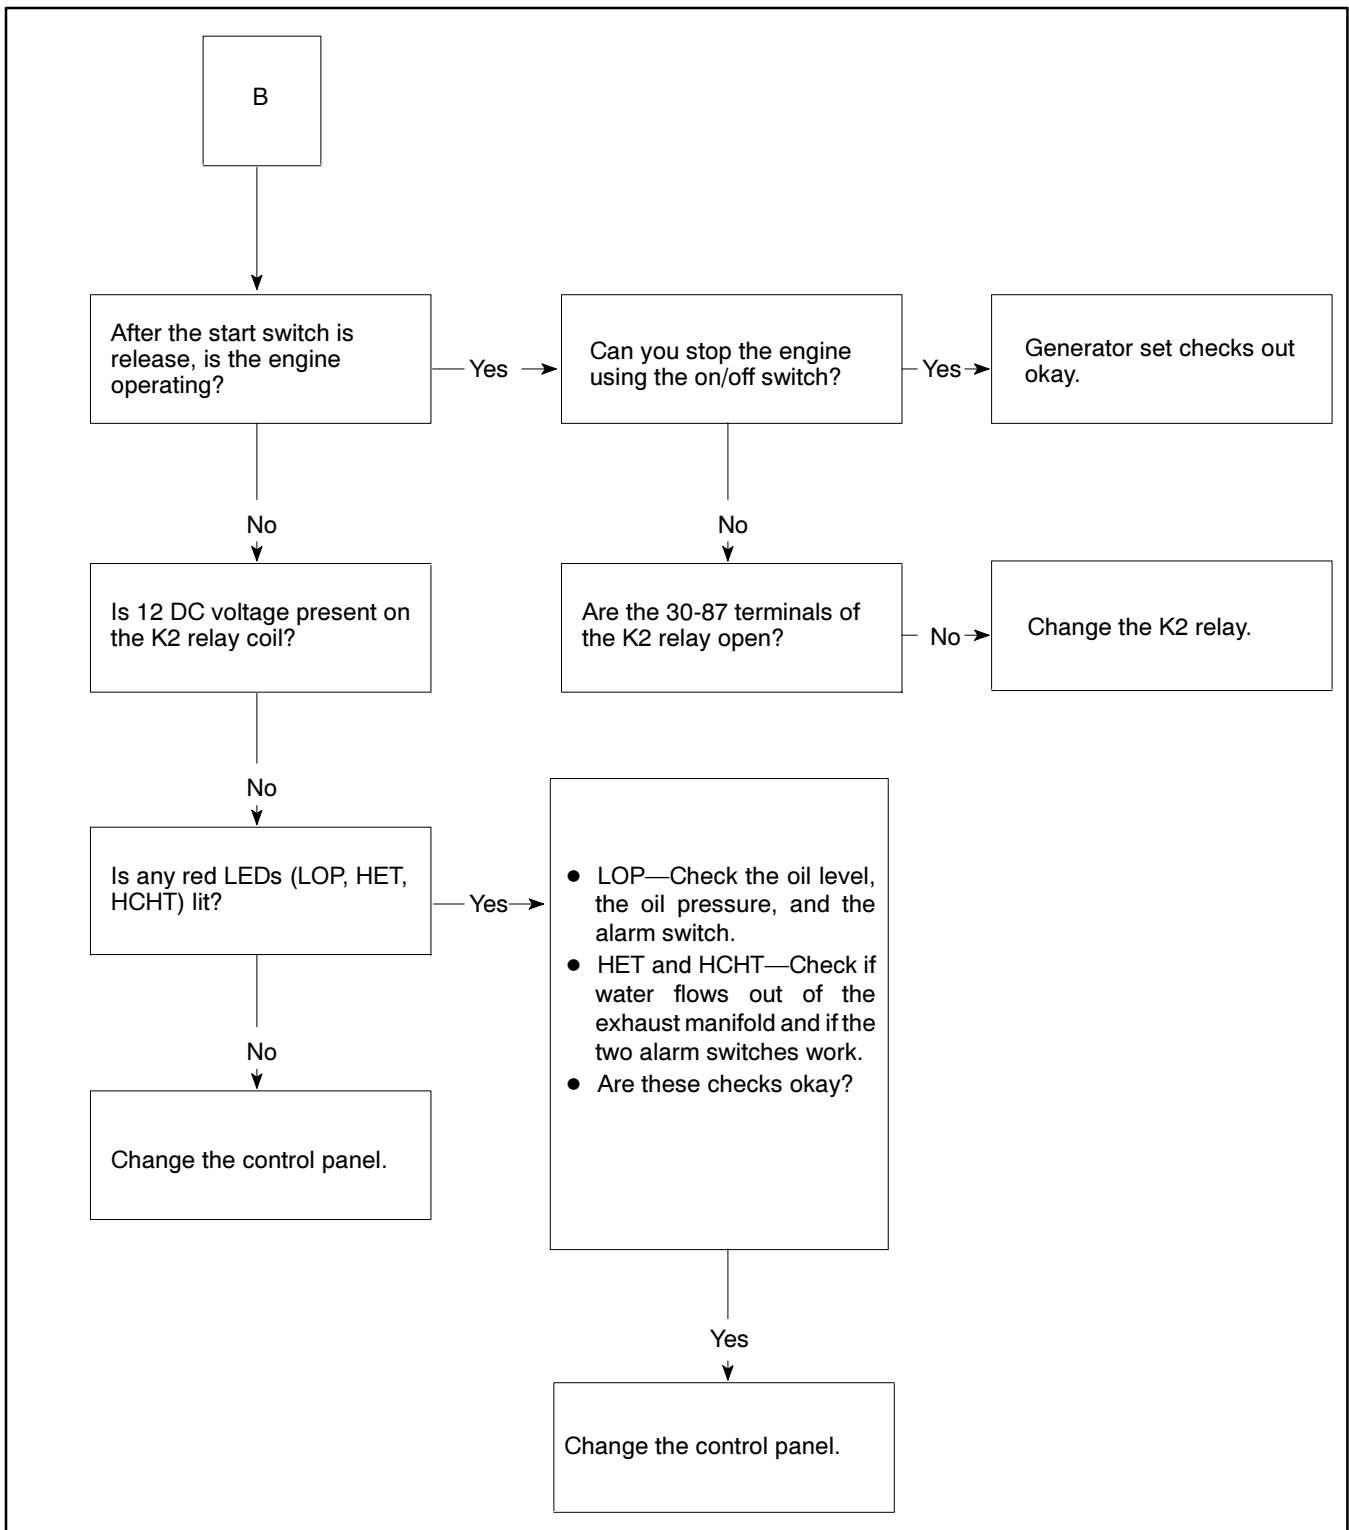 B
After the start switch is
release, is the engine
operating?
Yes
Can you stop the engine
using the on/off switch?
Yes
Generator set checks out
okay.
No
No
Is 12 DC voltage present on
the K2 relay coil?
Are the 30-87 terminals of
the K2 relay open?
No
Change the K2 relay.
No
Is any red LEDs (LOP, HET,
HCHT) lit?
Yes
● LOP—Check the oil level,
the oil pressure, and the
alarm switch.
● HET and HCHT—Check if
water flows out of the
exhaust manifold and if the
two alarm switches work.
● Are these checks okay?
No
Change the control panel.
Yes
Change the control panel.